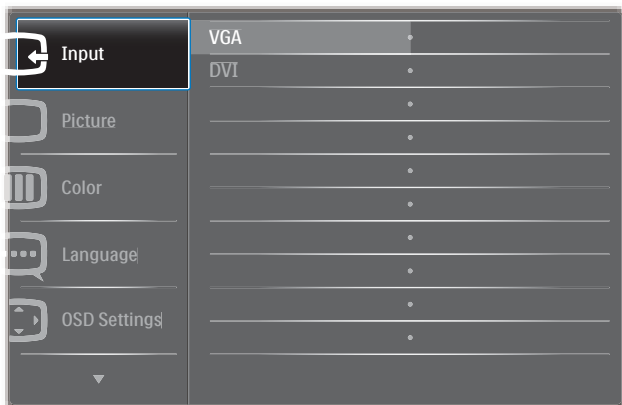 Input
Picture
Color
Language
OSD Settings
VGA
DVI